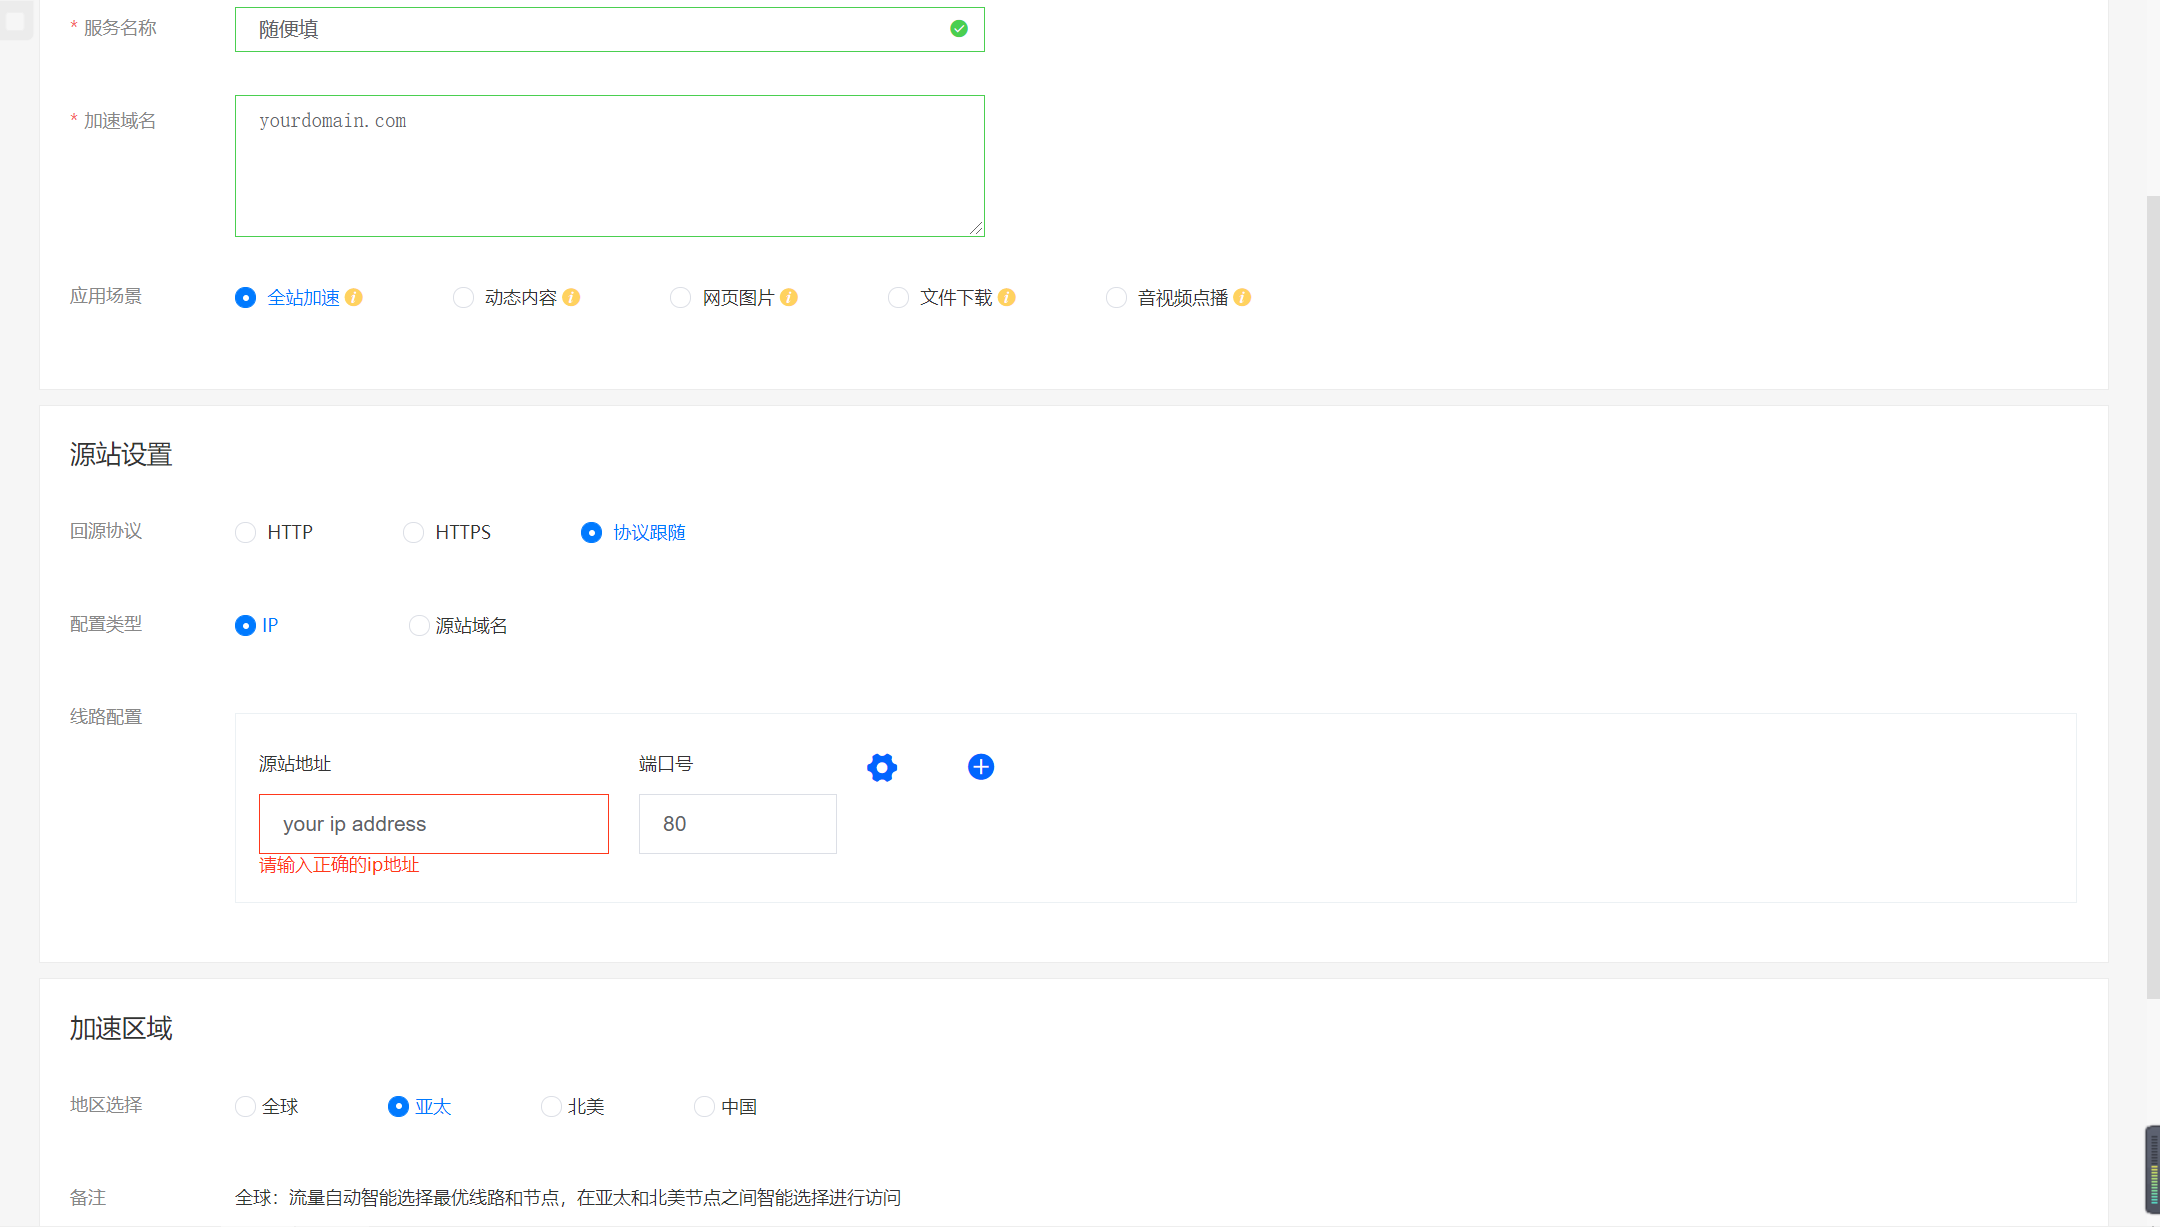 * 服务名称 随便填
* 加速域名 yourdomain.com
应用场景 全站加速 动态内容 网页图片 文件下载 音视频点播
源站设置
回源协议 HTTP HTTPS 协议跟随
配置类型 IP 源站域名
线路配置
源站地址 端口号
your ip address 80
请输入正确的ip地址
加速区域
地区选择 全球 亚太 北美 中国
备注 全球：流量自动智能选择最优线路和节点，在亚太和北美节点之间智能选择进行访问